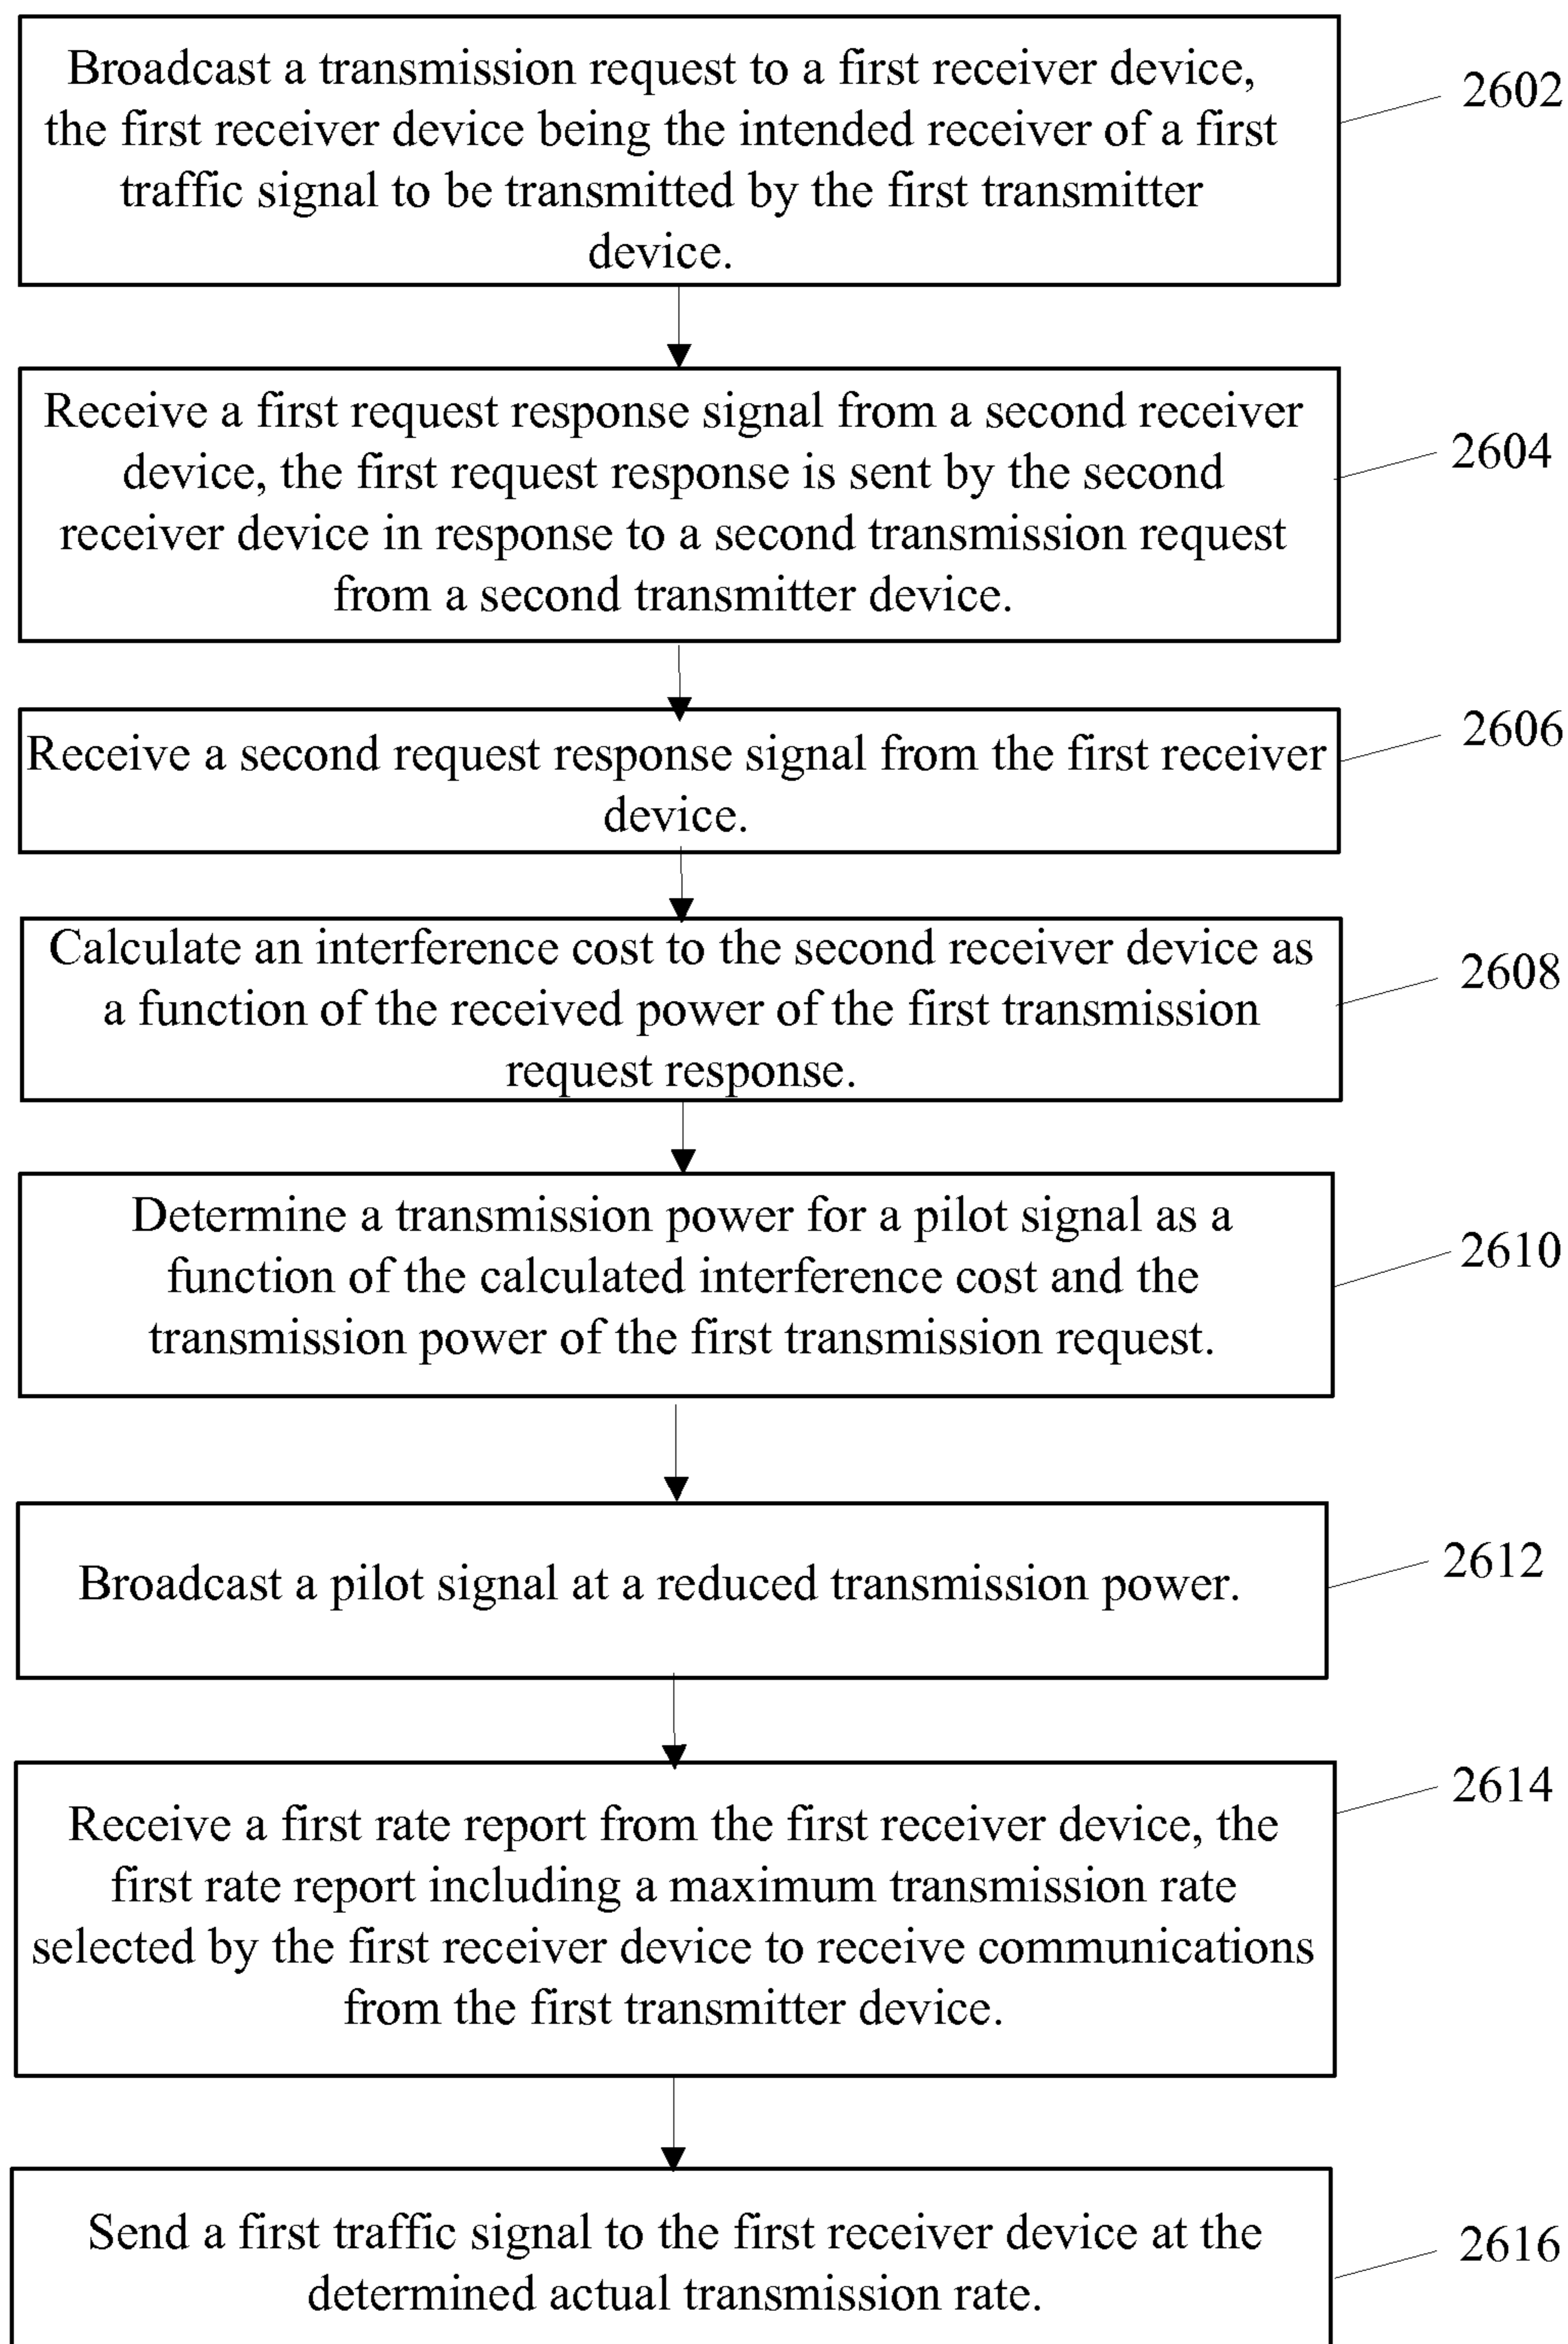 Broadcast a transmission request to a first receiver device,
the first receiver device being the intended receiver of a first
traffic signal to be transmitted by the first transmitter
device.
2602
Receive a first request response signal from a second receiver
device, the first request response is sent by the second
receiver device in response to a second transmission request
from a second transmitter device.
2604
Receive a second request response signal from the first receiver
device.
2606
Calculate an interference cost to the second receiver device as
a function of the received power of the first transmission
request response.
2608
Determine a transmission power for a pilot signal as a
function of the calculated interference cost and the
transmission power of the first transmission request.
2610
Broadcast a pilot signal at a reduced transmission power.
2612
Receive a first rate report from the first receiver device, the
first rate report including a maximum transmission rate
selected by the first receiver device to receive communications
from the first transmitter device.
2614
Send a first traffic signal to the first receiver device at the
determined actual transmission rate.
2616